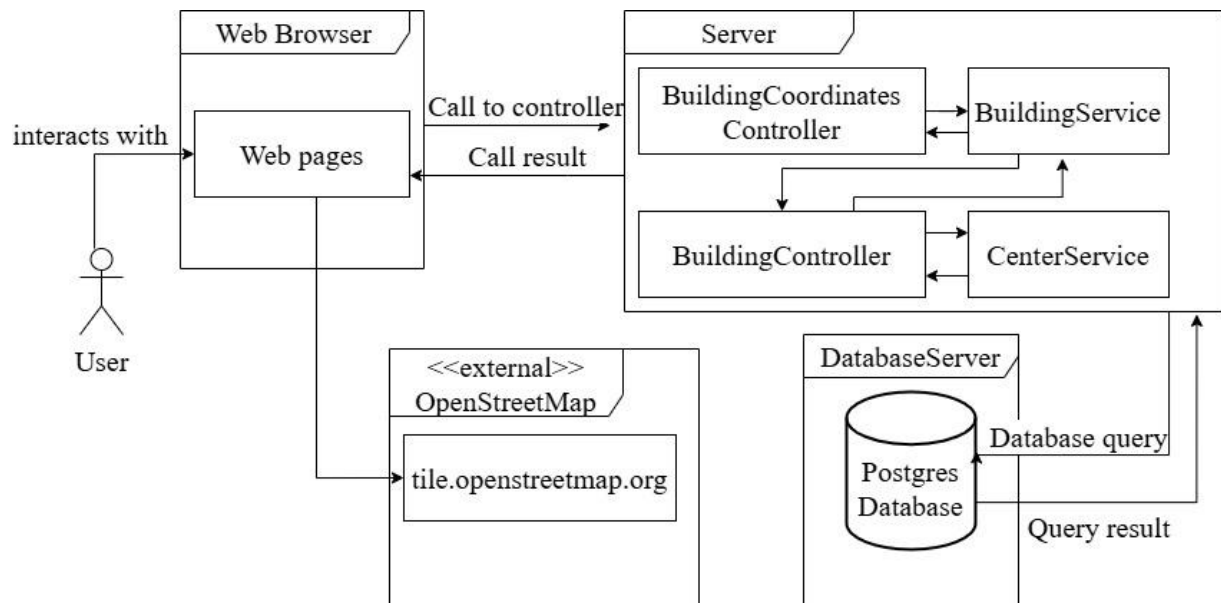 Web Browser
Server
BuildingCoordinates
Controller
BuildingService
Call to controller
interacts with
Web pages
Call result
BuildingController
CenterService
User
<<external>>
OpenStreetMap
DatabaseServer
tile.openstreetmap.org
Database query
Postgres
Database
Query result